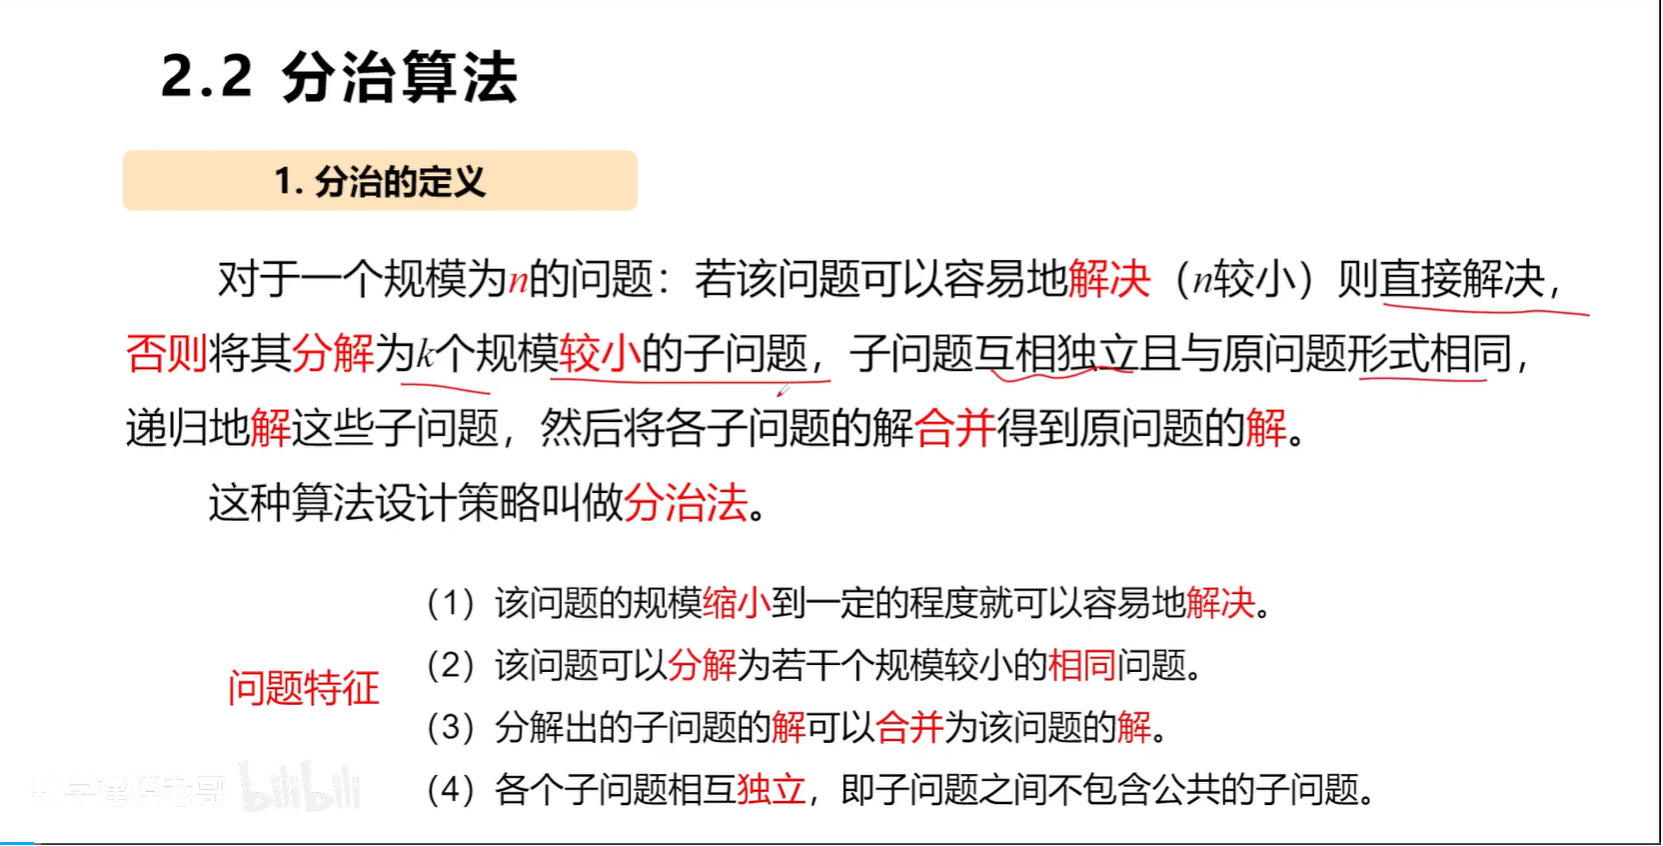 2.2 分治算法
1. 分治的定义
对于一个规模为n的问题：若该问题可以容易地解决（n较小）则直接解决，
否则将其分解为k个规模较小的子问题，子问题互相独立且与原问题形式相同，
递归地解这些子问题，然后将各子问题的解合并得到原问题的解。
这种算法设计策略叫做分治法。
（1）该问题的规模缩小到一定的程度就可以容易地解决。
（2）该问题可以分解为若干个规模较小的相同问题。
问题特征
（3）分解出的子问题的解可以合并为该问题的解。
（4）各个子问题相互独立，即子问题之间不包含公共的子问题。
数学建模老哥 bilibili